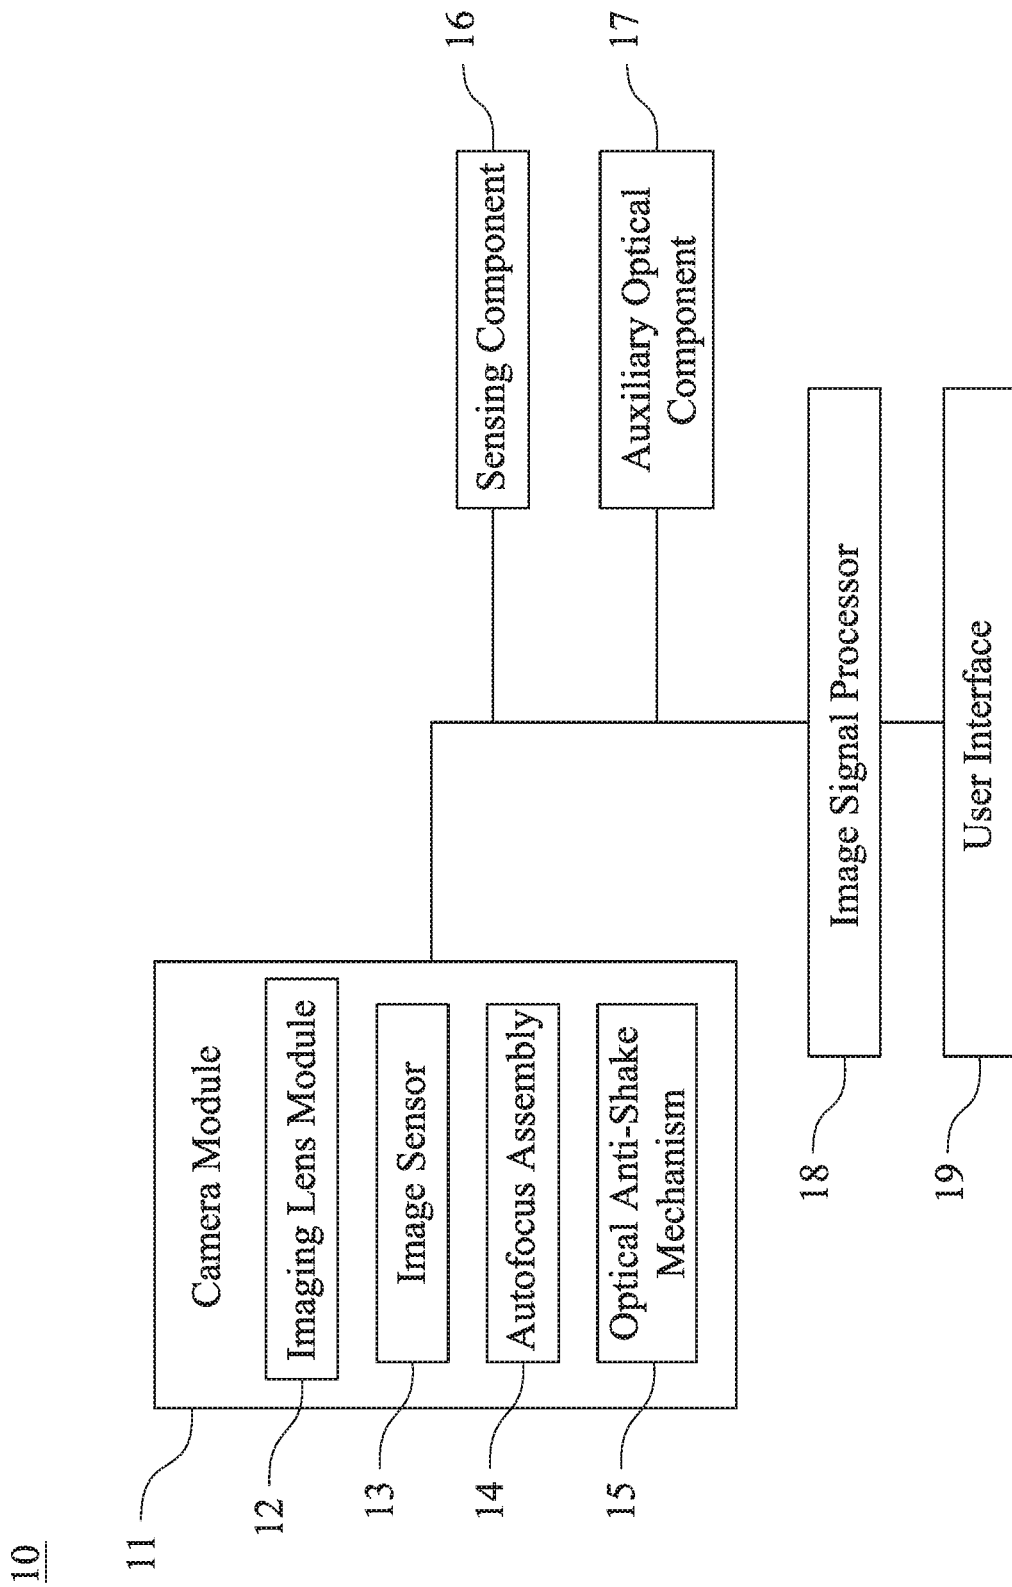 10
11
Camera Module
12
Imaging Lens Module
13
Image Sensor
14
Autofocus Assembly
15
Optical Anti-Shake
Mechanism
16
Sensing Component
17
Auxiliary Optical
Component
18
Image Signal Processor
19
User Interface